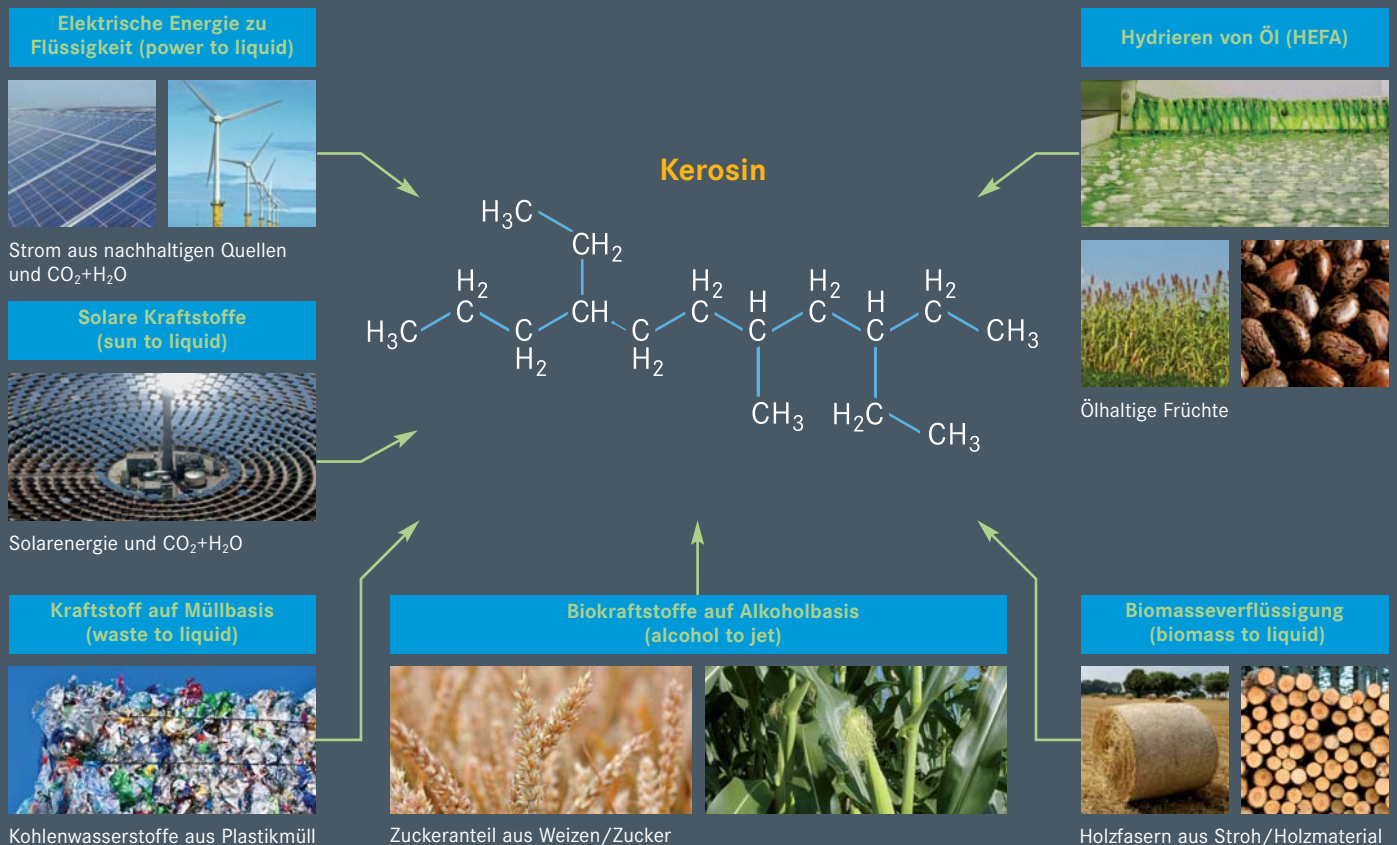 Elektrische Energie zu
Flüssigkeit (power to liquid)
Strom aus nachhaltigen Quellen
und CO₂+H₂O
Solare Kraftstoffe
(sun to liquid)
Solarenergie und CO₂+H₂O
Kraftstoff auf Müllbasis
(waste to liquid)
Kohlenwasserstoffe aus Plastikmüll
Kerosin
H₃C
CH₂
H₂
H₂
H
H₂
H
H₂
C
CH
C
C
C
H₃C
C
C
C
C
CH₃
H₂
H₂
CH₃
H₂C
CH₃
Biokraftstoffe auf Alkoholbasis
(alcohol to jet)
Zuckeranteil aus Weizen/Zucker
Hydrieren von Öl (HEFA)
Ölhaltige Früchte
Biomasseverflüssigung
(biomass to liquid)
Holzfasern aus Stroh/Holzmaterial